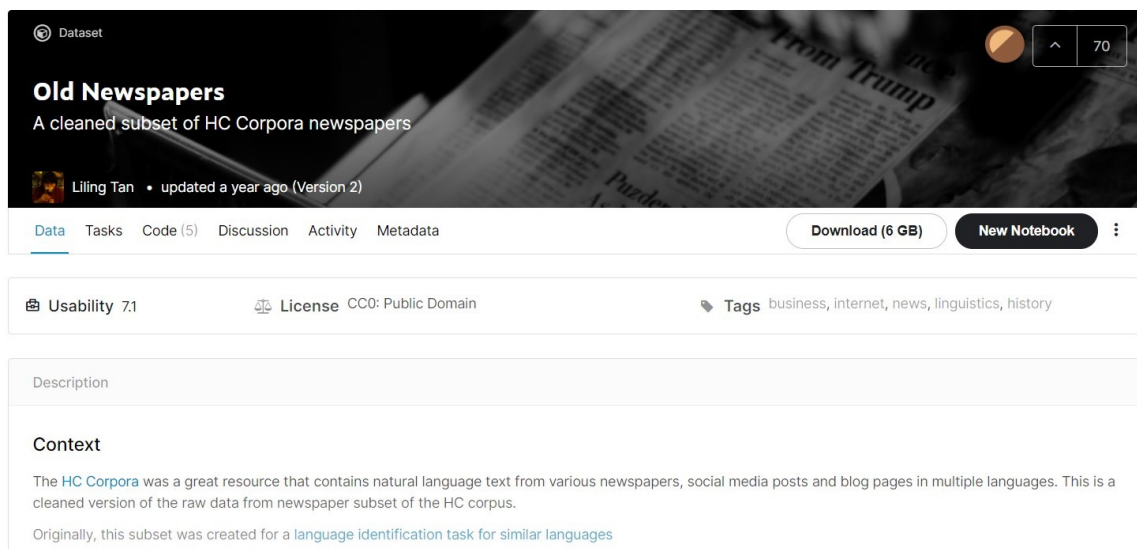 Dataset
70
Old Newspapers
A cleaned subset of HC Corpora newspapers
From Trump
Liling Tan • updated a year ago (Version 2)
Data Tasks Code (5) Discussion Activity Metadata Download (6 GB) New Notebook
Usability 7.1 License CC0: Public Domain Tags business, internet, news, linguistics, history
Description
Context
The HC Corpora was a great resource that contains natural language text from various newspapers, social media posts and blog pages in multiple languages. This is a
cleaned version of the raw data from newspaper subset of the HC corpus.
Originally, this subset was created for a language identification task for similar languages